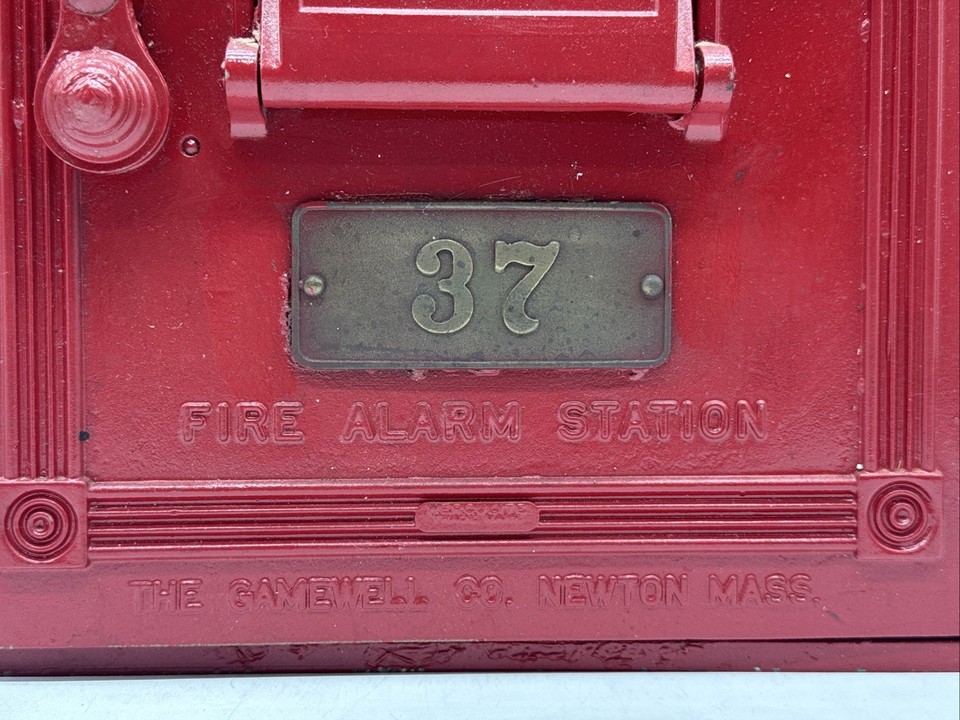 37
FIRE ALARM STATION
THE GAMEWELL CO. NEWTON MASS.